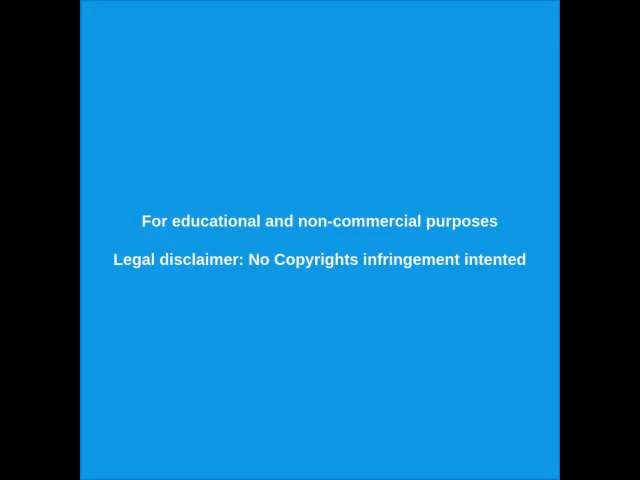 For educational and non-commercial purposes
Legal disclaimer: No Copyrights infringement intented